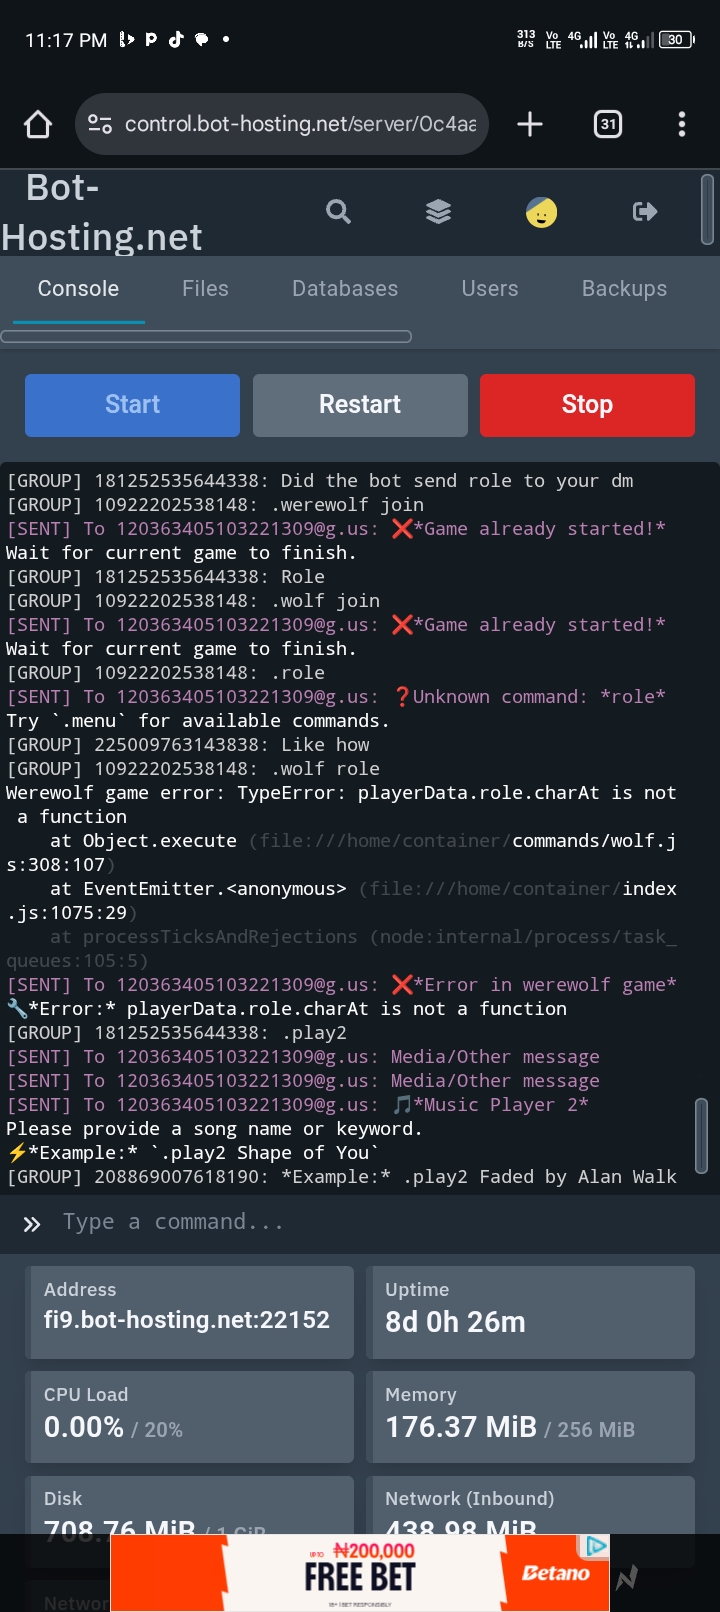 11:17 PM
313 B/S Vo LTE 4G Vo LTE 4G 30
control.bot-hosting.net/server/0c4aa
31
Bot-
Hosting.net
Console Files Databases Users Backups
Start Restart Stop
[GROUP] 181252535644338: Did the bot send role to your dm
[GROUP] 10922202538148: .werewolf join
[SENT] To 120363405103221309@g.us: ❌*Game already started!*
Wait for current game to finish.
[GROUP] 181252535644338: Role
[GROUP] 10922202538148: .wolf join
[SENT] To 120363405103221309@g.us: ❌*Game already started!*
Wait for current game to finish.
[GROUP] 10922202538148: .role
[SENT] To 120363405103221309@g.us: ❓Unknown command: *role*
Try `.menu` for available commands.
[GROUP] 225009763143838: Like how
[GROUP] 10922202538148: .wolf role
Werewolf game error: TypeError: playerData.role.charAt is not
a function
at Object.execute (file:///home/container/commands/wolf.j
s:308:107)
at EventEmitter.<anonymous> (file:///home/container/index
.js:1075:29)
at processTicksAndRejections (node:internal/process/task_
queues:105:5)
[SENT] To 120363405103221309@g.us: ❌*Error in werewolf game*
🔧*Error:* playerData.role.charAt is not a function
[GROUP] 181252535644338: .play2
[SENT] To 120363405103221309@g.us: Media/Other message
[SENT] To 120363405103221309@g.us: Media/Other message
[SENT] To 120363405103221309@g.us: 🎵*Music Player 2*
Please provide a song name or keyword.
⚡*Example:* `.play2 Shape of You`
[GROUP] 208869007618190: *Example:* .play2 Faded by Alan Walk
» Type a command...
Address
fi9.bot-hosting.net:22152
Uptime
8d 0h 26m
CPU Load
0.00% / 20%
Memory
176.37 MiB / 256 MiB
Disk
708.76 MiB / 1 GiB
Network (Inbound)
438.98 MiB
Networ
UP TO ₦200,000
FREE BET
18+ | BET RESPONSIBLY
Betano